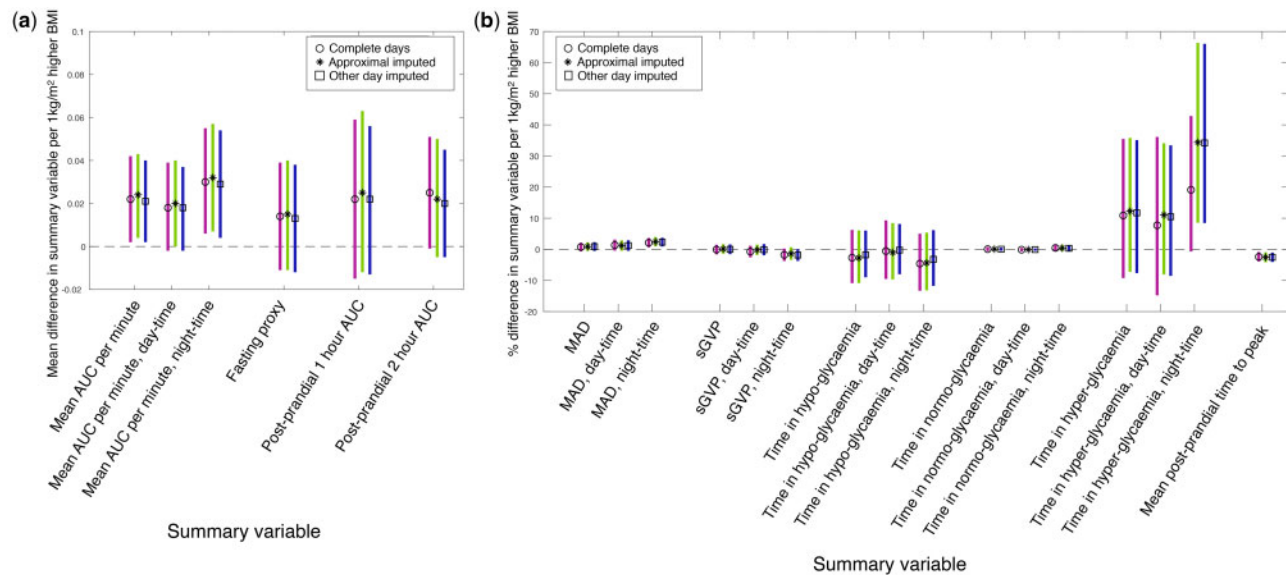 (a)
Mean difference in summary variable per 1kg/m² higher BMI
0.1
0.08
0.06
0.04
0.02
0
-0.02
Complete days
Approximal imputed
Other day imputed
Mean AUC per minute
Mean AUC per minute, day-time
Mean AUC per minute, night-time
Fasting proxy
Post-prandial 1 hour AUC
Post-prandial 2 hour AUC
Summary variable
(b)
% difference in summary variable per 1kg/m² higher BMI
70
60
50
40
30
20
10
0
-10
-20
Complete days
Approximal imputed
Other day imputed
MAD
MAD, day-time
MAD, night-time
sGVP
sGVP, day-time
sGVP, night-time
Time in hypo-glycaemia
Time in hypo-glycaemia, day-time
Time in hypo-glycaemia, night-time
Time in normo-glycaemia
Time in normo-glycaemia, day-time
Time in normo-glycaemia, night-time
Time in hyper-glycaemia
Time in hyper-glycaemia, day-time
Time in hyper-glycaemia, night-time
Mean post-prandrial time to peak
Summary variable